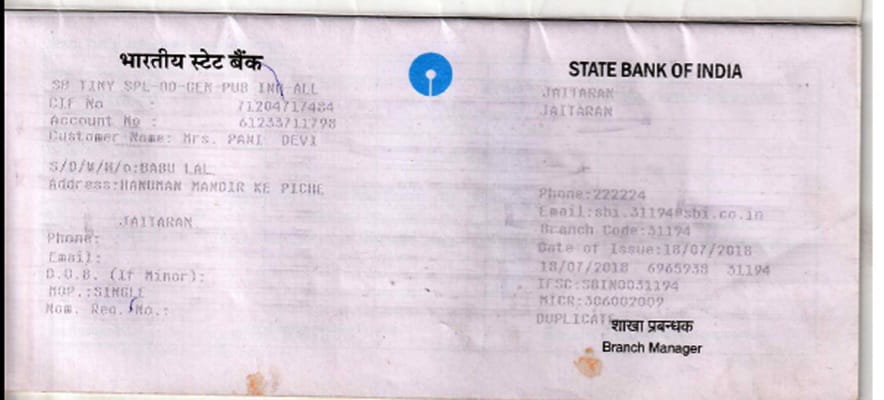 भारतीय स्टेट बैंक
SB TINY SPL-OD-GEN-PUB IND ALL
CIF No : 71204717484
Account No : 61233711798
Customer Name: Mrs. PANI DEVI
S/D/W/H/o:BABU LAL
Address:HANUMAN MANDIR KE PICHE
JAITARAN
Phone:
Email:
D.O.B. (If Minor):
MOP.:SINGLE
Nom. Reg. No.:
STATE BANK OF INDIA
JAITARAN
JAITARAN
Phone:222224
Email:sbi.31194@sbi.co.in
Branch Code:31194
Date of Issue:18/07/2018
18/07/2018 6965938 31194
IFSC:SBIN0031194
MICR:306002009
DUPLICATE
शाखा प्रबन्धक
Branch Manager